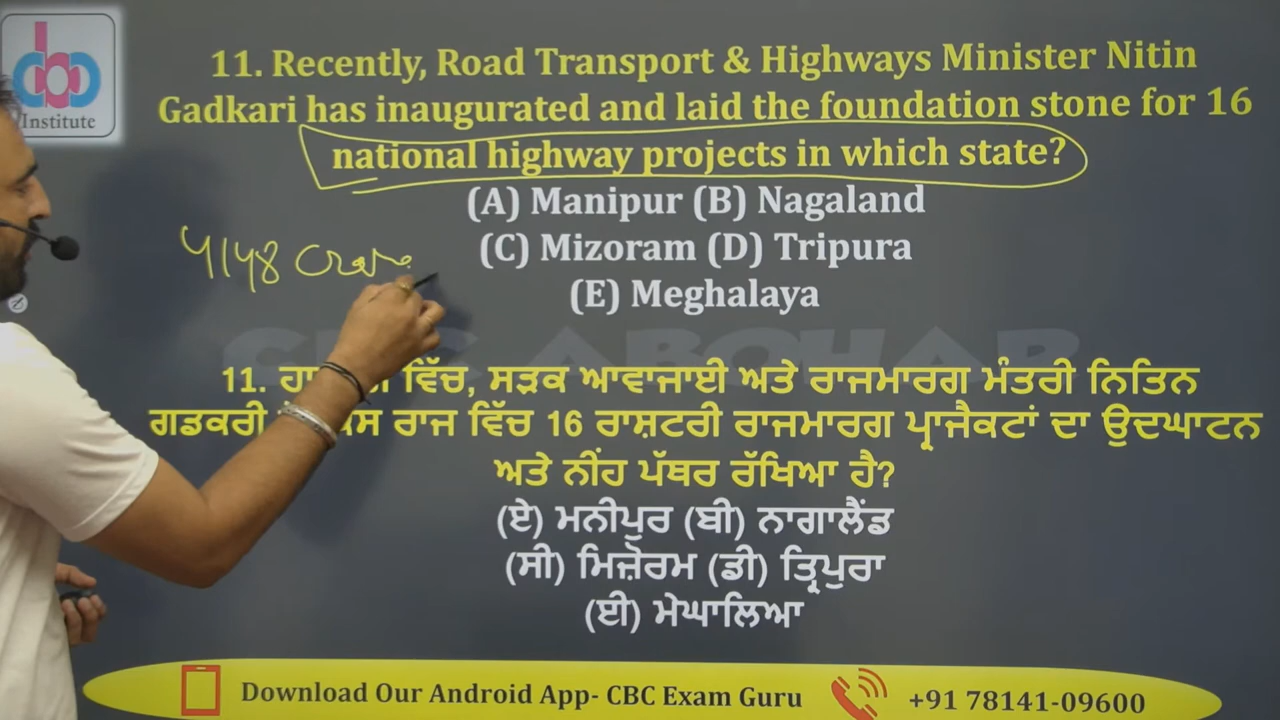 cbc
Institute
11. Recently, Road Transport & Highways Minister Nitin
Gadkari has inaugurated and laid the foundation stone for 16
national highway projects in which state?
(A) Manipur (B) Nagaland
(C) Mizoram (D) Tripura
(E) Meghalaya
4148 Crore
CBC ABOHAR
11. ਵਿੱਚ, ਸੜਕ ਆਵਾਜਾਈ ਅਤੇ ਰਾਜਮਾਰਗ ਮੰਤਰੀ ਨਿਤਿਨ
ਗਡਕਰੀ ਰਾਜ ਵਿੱਚ 16 ਰਾਸ਼ਟਰੀ ਰਾਜਮਾਰਗ ਪ੍ਰਾਜੈਕਟਾਂ ਦਾ ਉਦਘਾਟਨ
ਅਤੇ ਨੀਂਹ ਪੱਥਰ ਰੱਖਿਆ ਹੈ?
(ਏ) ਮਨੀਪੁਰ (ਬੀ) ਨਾਗਾਲੈਂਡ
(ਸੀ) ਮਿਜ਼ੋਰਮ (ਡੀ) ਤ੍ਰਿਪੁਰਾ
(ਈ) ਮੇਘਾਲਿਆ
Download Our Android App- CBC Exam Guru
+91 78141-09600